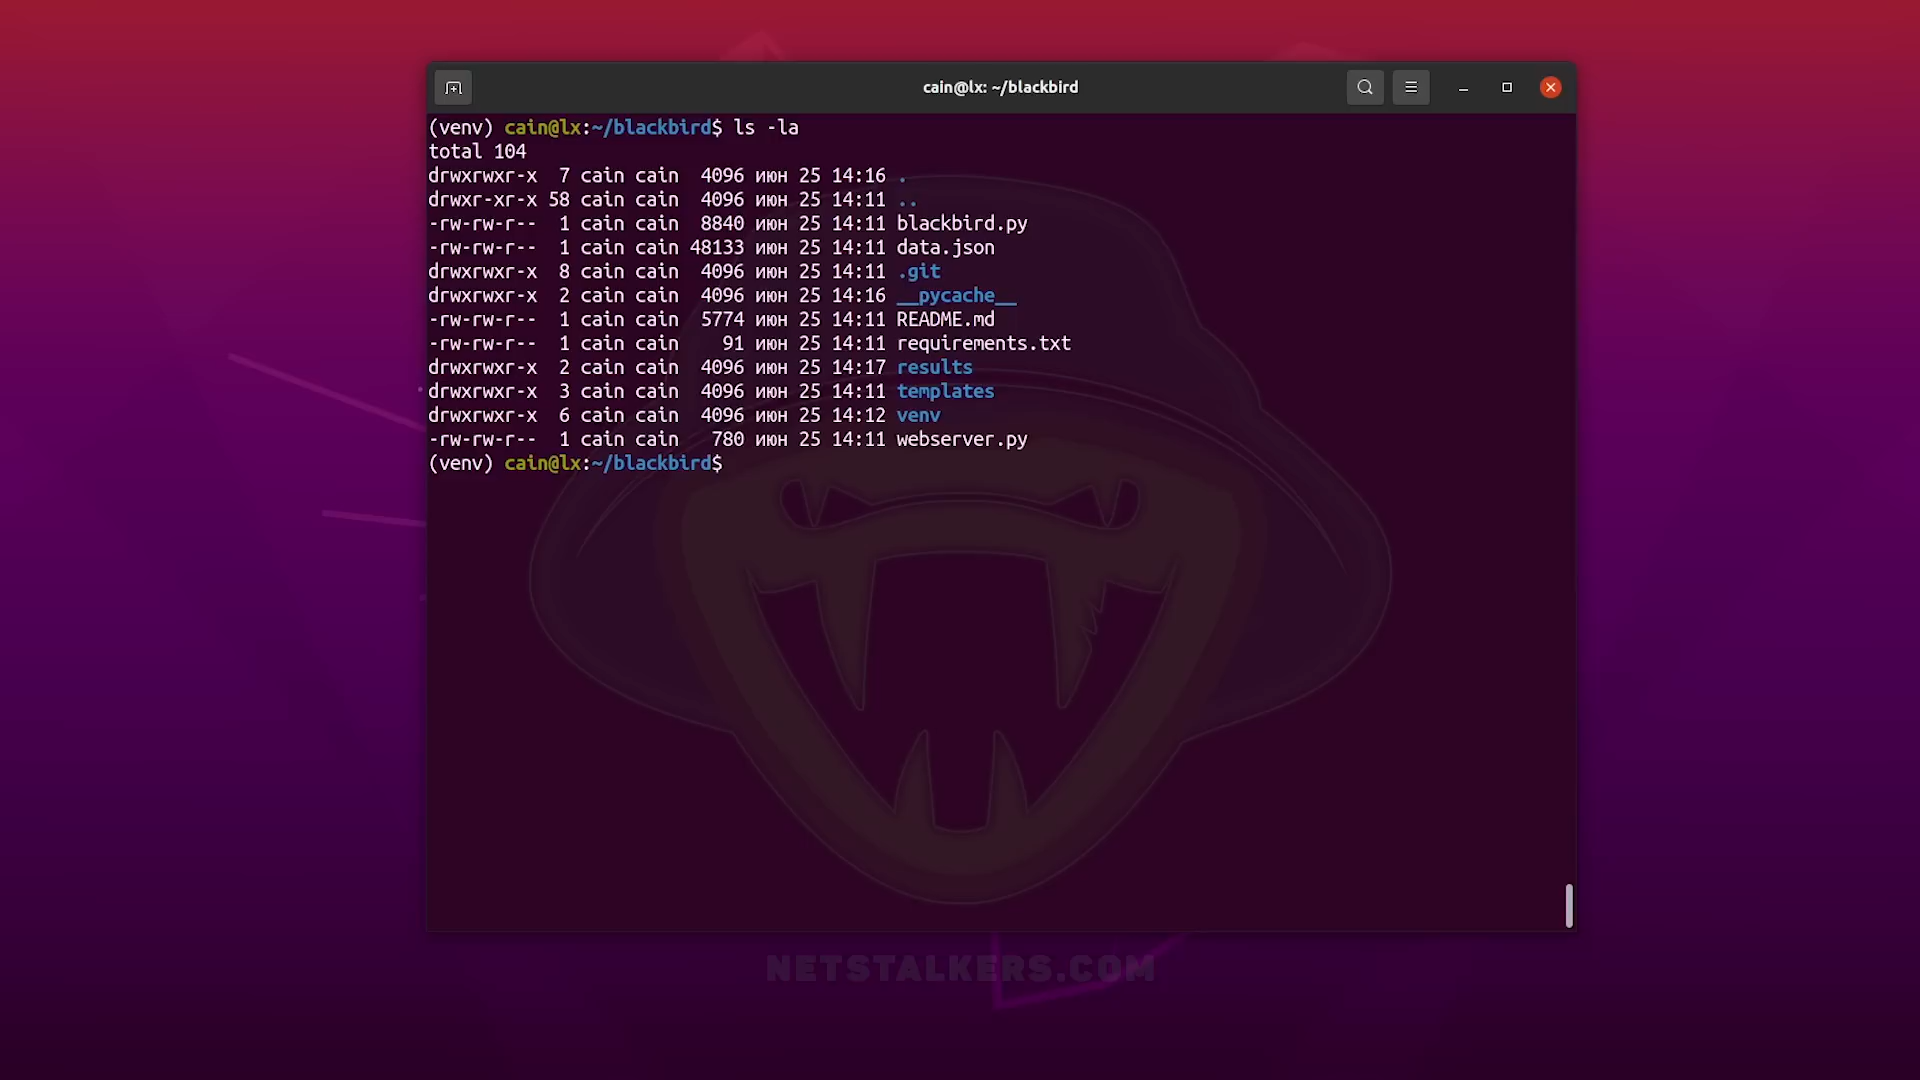 cain@lx: ~/blackbird
(venv) cain@lx:~/blackbird$ ls -la
total 104
drwxrwxr-x  7 cain cain  4096 июн 25 14:16 .
drwxr-xr-x 58 cain cain  4096 июн 25 14:11 ..
-rw-rw-r--  1 cain cain  8840 июн 25 14:11 blackbird.py
-rw-rw-r--  1 cain cain 48133 июн 25 14:11 data.json
drwxrwxr-x  8 cain cain  4096 июн 25 14:11 .git
drwxrwxr-x  2 cain cain  4096 июн 25 14:16 __pycache__
-rw-rw-r--  1 cain cain  5774 июн 25 14:11 README.md
-rw-rw-r--  1 cain cain    91 июн 25 14:11 requirements.txt
drwxrwxr-x  2 cain cain  4096 июн 25 14:17 results
drwxrwxr-x  3 cain cain  4096 июн 25 14:11 templates
drwxrwxr-x  6 cain cain  4096 июн 25 14:12 venv
-rw-rw-r--  1 cain cain   780 июн 25 14:11 webserver.py
(venv) cain@lx:~/blackbird$
NETSTALKERS.COM